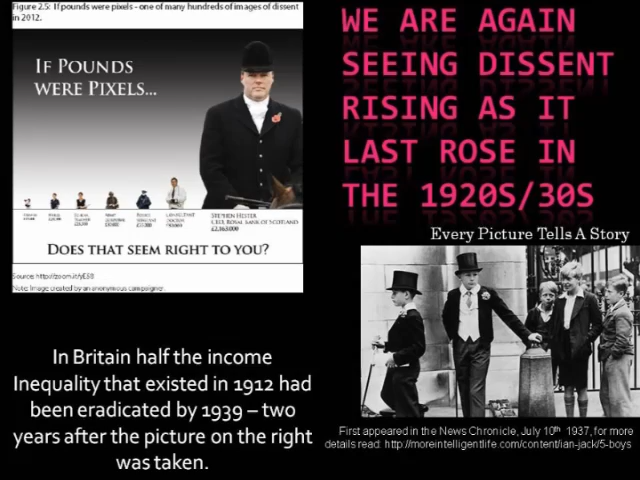 Figure 2.5: If pounds were pixels - one of many hundreds of images of dissent
in 2012.
IF POUNDS
WERE PIXELS...
STEPHEN HESTER
CEO, ROYAL BANK OF SCOTLAND
DOES THAT SEEM RIGHT TO YOU?
Note: Image created by an anonymous campaigner.
In Britain half the income
Inequality that existed in 1912 had
been eradicated by 1939 – two
years after the picture on the right
was taken.
WE ARE AGAIN
SEEING DISSENT
RISING AS IT
LAST ROSE IN
THE 1920S/30S
Every Picture Tells A Story
First appeared in the News Chronicle, July 10th 1937, for more
details read: http://moreintelligentlife.com/content/ian-jack/5-boys